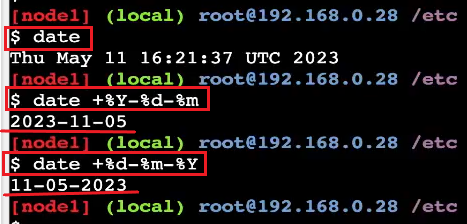 [node1] (local) root@192.168.0.28 /etc
$ date
Thu May 11 16:21:37 UTC 2023
[node1] (local) root@192.168.0.28 /etc
$ date +%Y-%d-%m
2023-11-05
[node1] (local) root@192.168.0.28 /etc
$ date +%d-%m-%Y
11-05-2023
[node1] (local) root@192.168.0.28 /etc